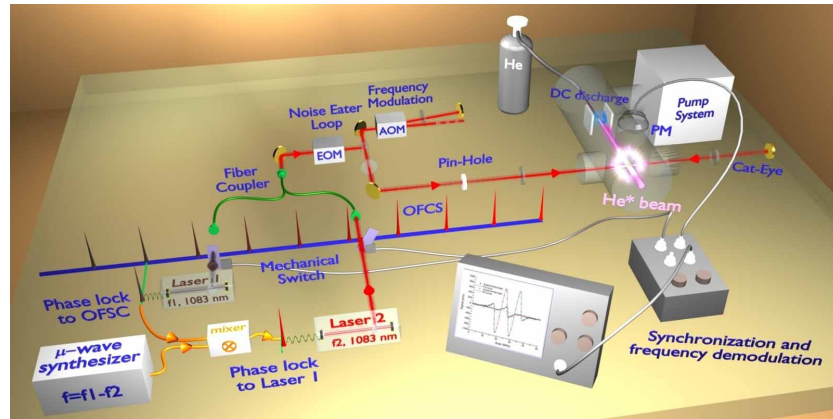 He
Frequency
Modulation
Noise Eater
Loop
AOM
EOM
DC discharge
Pump
System
PM
Fiber
Coupler
Pin-Hole
Cat-Eye
OFCS
He* beam
Mechanical
Switch
Laser 1
f1, 1083 nm
Phase lock
to OFSC
mixer
Laser 2
f2, 1083 nm
μ-wave
synthesizer
f=f1-f2
Phase lock
to Laser 1
Synchronization and
frequency demodulation